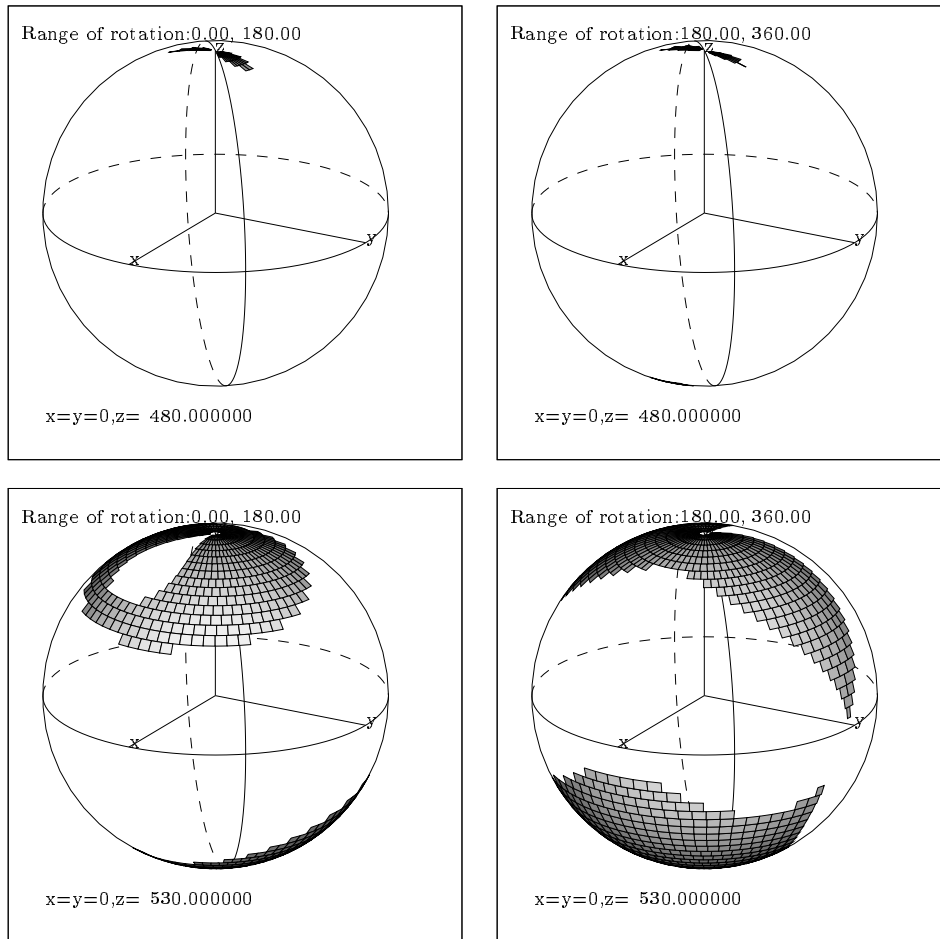 Range of rotation:0.00, 180.00
z
x
y
x=y=0,z= 480.000000
Range of rotation:180.00, 360.00
z
x
y
x=y=0,z= 480.000000
Range of rotation:0.00, 180.00
x
y
x=y=0,z= 530.000000
Range of rotation:180.00, 360.00
x
y
x=y=0,z= 530.000000